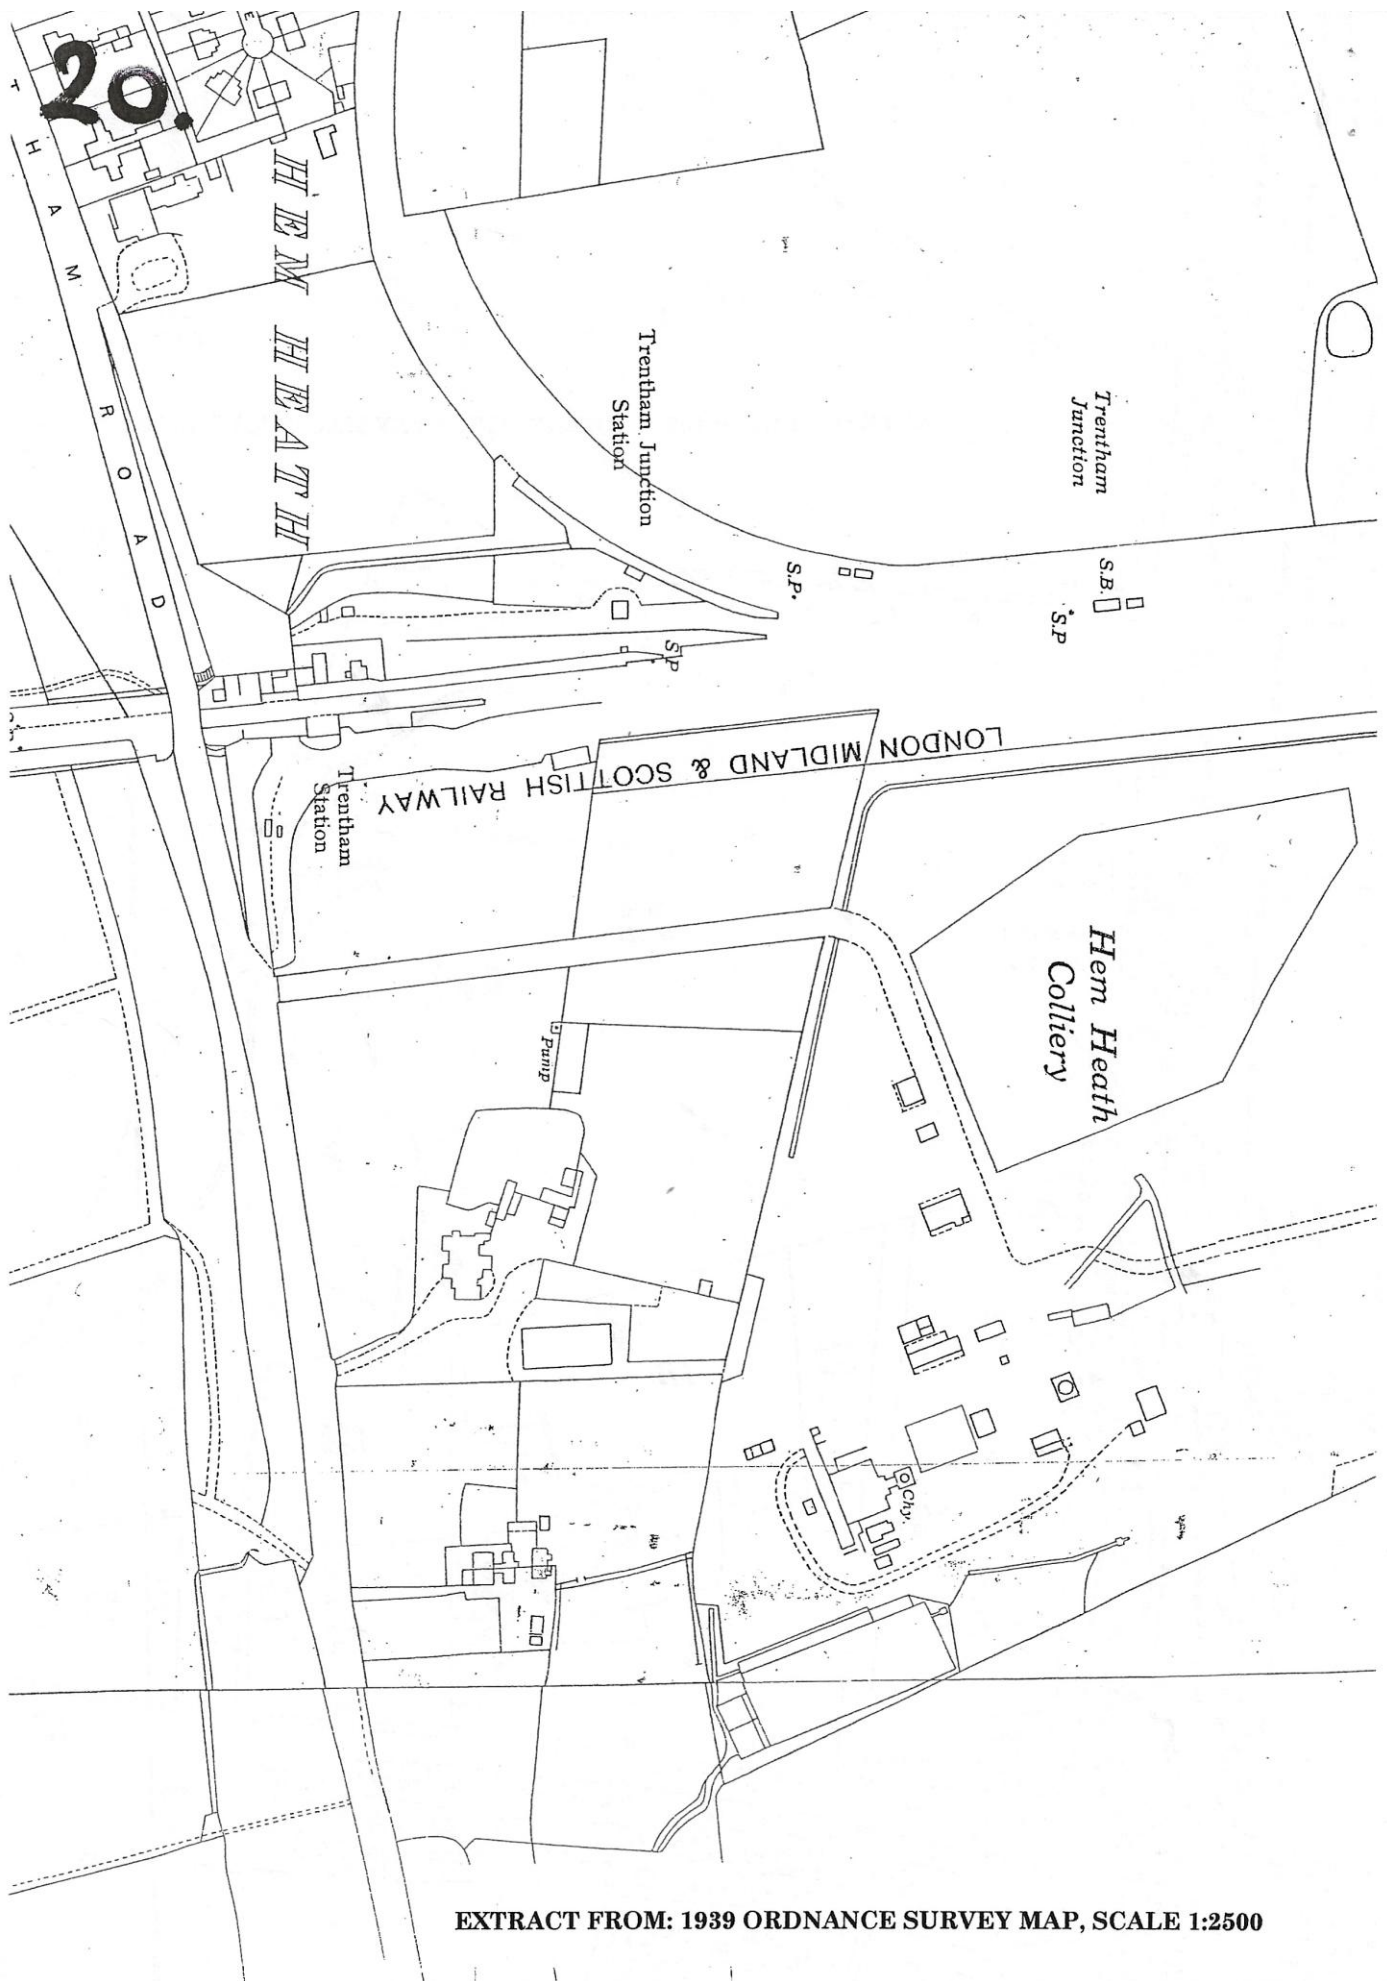 20.
T H A M R O A D
HEM HEATH
Trentham Junction
Station
Trentham
Junction
S.P.
S.B.
S.P
S.P
LONDON MIDLAND & SCOTTISH RAILWAY
Trentham
Station
Hem Heath
Colliery
Pump
Chy.
EXTRACT FROM: 1939 ORDNANCE SURVEY MAP, SCALE 1:2500